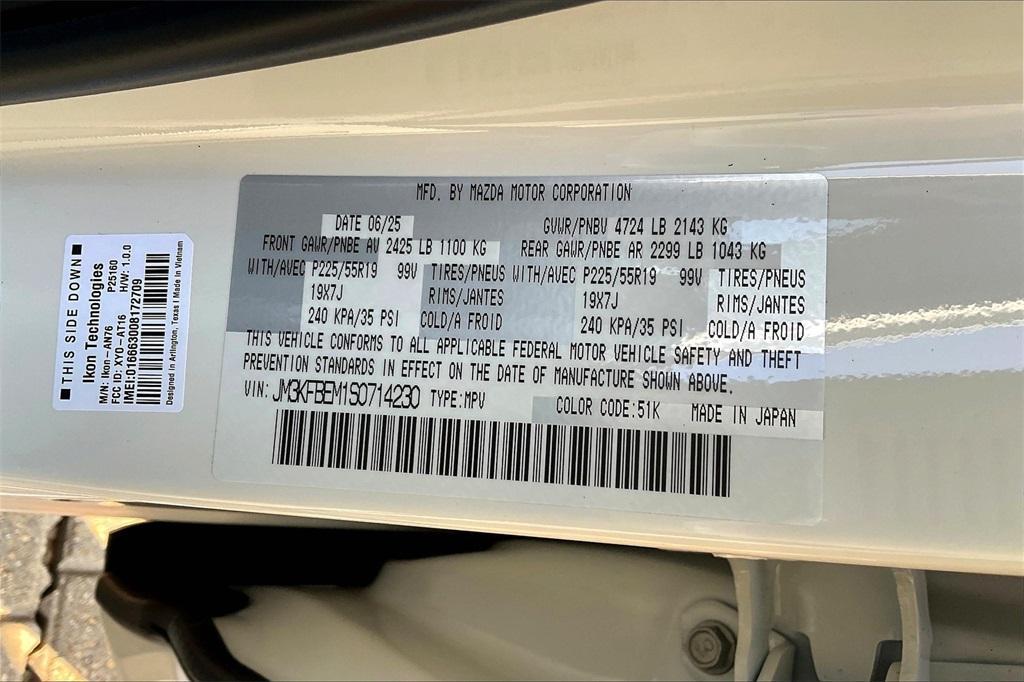 MFD. BY MAZDA MOTOR CORPORATION
DATE 06/25 GVWR/PNBV 4724 LB 2143 KG
FRONT GAWR/PNBE AV 2425 LB 1100 KG REAR GAWR/PNBE AR 2299 LB 1043 KG
WITH/AVEC P225/55R19 99V TIRES/PNEUS WITH/AVEC P225/55R19 99V TIRES/PNEUS
19X7J RIMS/JANTES 19X7J RIMS/JANTES
240 KPA/35 PSI COLD/A FROID 240 KPA/35 PSI COLD/A FROID
THIS VEHICLE CONFORMS TO ALL APPLICABLE FEDERAL MOTOR VEHICLE SAFETY AND THEFT
PREVENTION STANDARDS IN EFFECT ON THE DATE OF MANUFACTURE SHOWN ABOVE.
VIN: JM3KFBEM1S0714230 TYPE:MPV COLOR CODE:51K MADE IN JAPAN
THIS SIDE DOWN
Ikon Technologies
M/N: Ikon-AN76 P25160
FCC ID: XYO-AT16 H/W: 1.0.0
IMEI:016663008172709
Designed in Arlington, Texas I Made in Vietnam